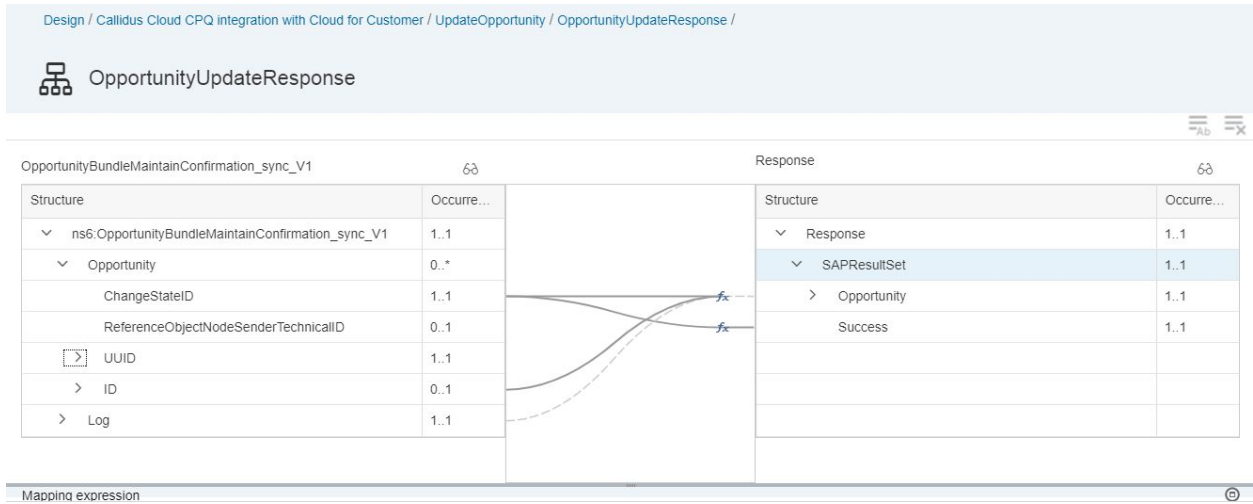 Design / Callidus Cloud CPQ integration with Cloud for Customer / UpdateOpportunity / OpportunityUpdateResponse /
OpportunityUpdateResponse
Ab
OpportunityBundleMaintainConfirmation_sync_V1
Response
Structure Occurre... Structure Occurre...
ns6:OpportunityBundleMaintainConfirmation_sync_V1 1..1 Response 1..1
Opportunity 0..* SAPResultSet 1..1
ChangeStateID 1..1 fx Opportunity 1..1
ReferenceObjectNodeSenderTechnicalID 0..1 fx Success 1..1
UUID 1..1
ID 0..1
Log 1..1
Mapping expression